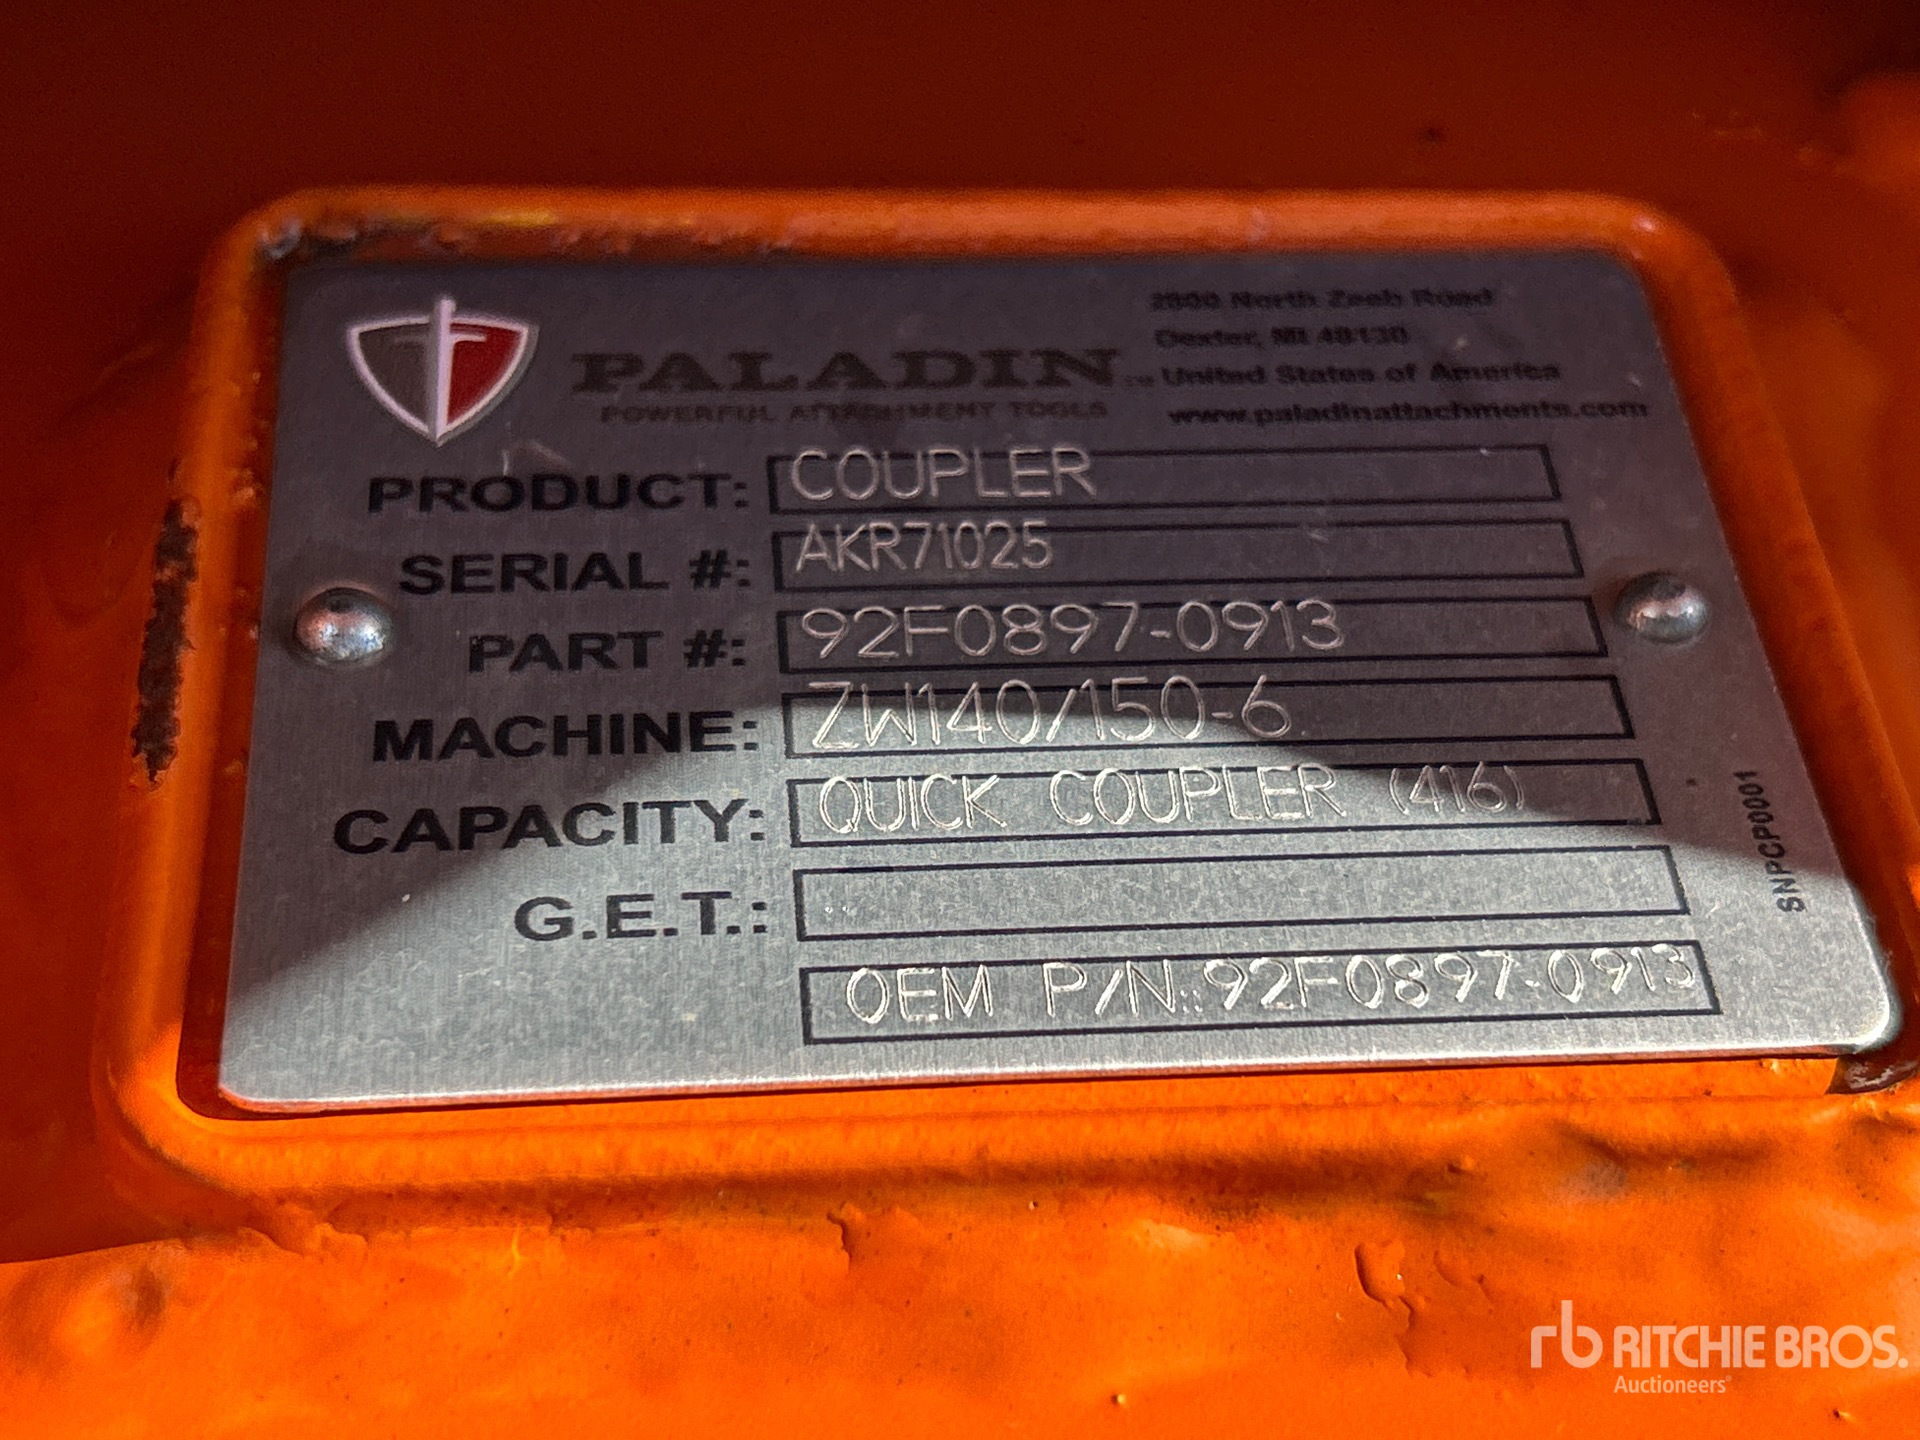 PALADIN
POWERFUL ATTACHMENT TOOLS
2800 North Zeeb Road
Dexter, MI 48130
United States of America
www.paladinattachments.com
PRODUCT: COUPLER
SERIAL #: AKR71025
PART #: 92F0897-0913
MACHINE: ZW140/150-6
CAPACITY: QUICK COUPLER (416)
G.E.T.:
OEM P/N.: 92F0897-0913
SNPCP0001
rb RITCHIE BROS.
Auctioneers